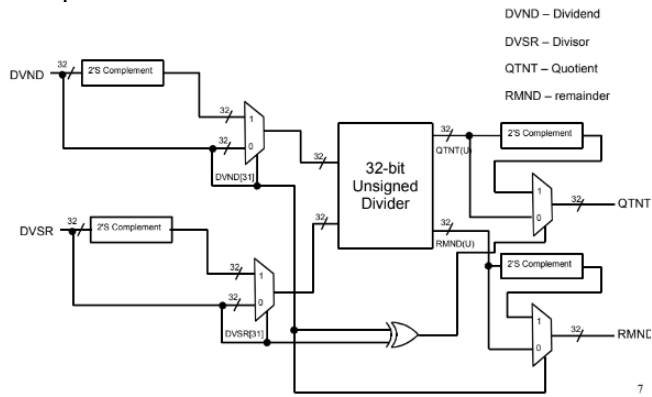 DVND – Dividend
DVSR – Divisor
QTNT – Quotient
RMND – remainder
DVND
32
2'S Complement
32
1
32
0
DVND[31]
32
32-bit
Unsigned
Divider
32
QTNT(U)
2'S Complement
1
0
32
QTNT
DVSR
32
2'S Complement
32
1
32
0
DVSR[31]
32
32
RMND(U)
2'S Complement
1
0
32
RMND
7